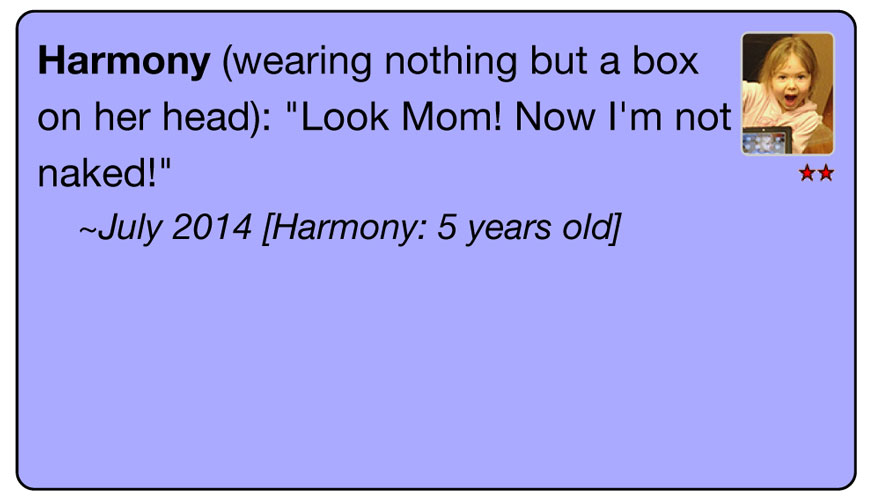 Harmony (wearing nothing but a box
on her head): "Look Mom! Now I'm not
naked!"
~July 2014 [Harmony: 5 years old]